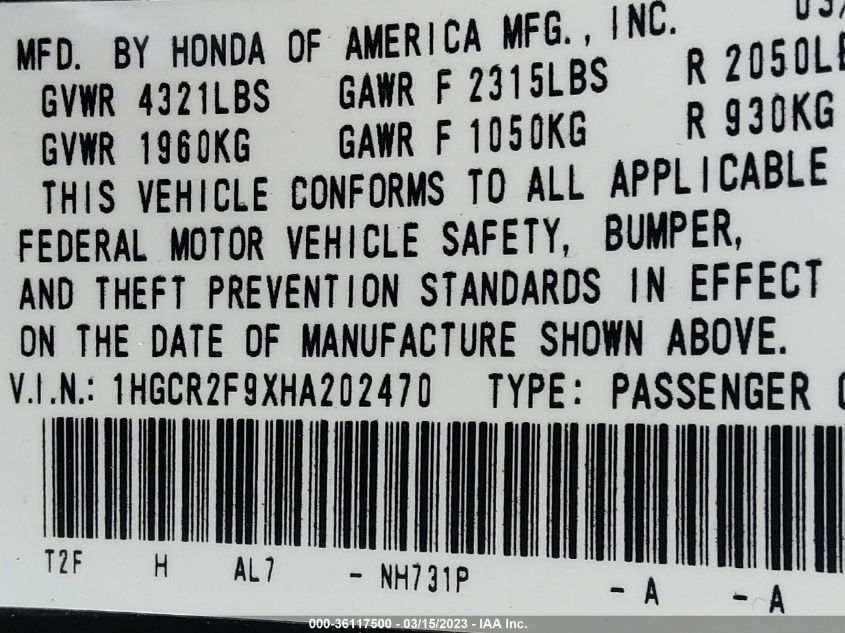 MFD. BY HONDA OF AMERICA MFG., INC.
GVWR 4321LBS GAWR F 2315LBS R 2050LB
GVWR 1960KG GAWR F 1050KG R 930KG
THIS VEHICLE CONFORMS TO ALL APPLICABLE
FEDERAL MOTOR VEHICLE SAFETY, BUMPER,
AND THEFT PREVENTION STANDARDS IN EFFECT
ON THE DATE OF MANUFACTURE SHOWN ABOVE.
V.I.N.: 1HGCR2F9XHA202470 TYPE: PASSENGER
T2F H AL7 - NH731P - A - A
000-36117500 - 03/15/2023 - IAA Inc.